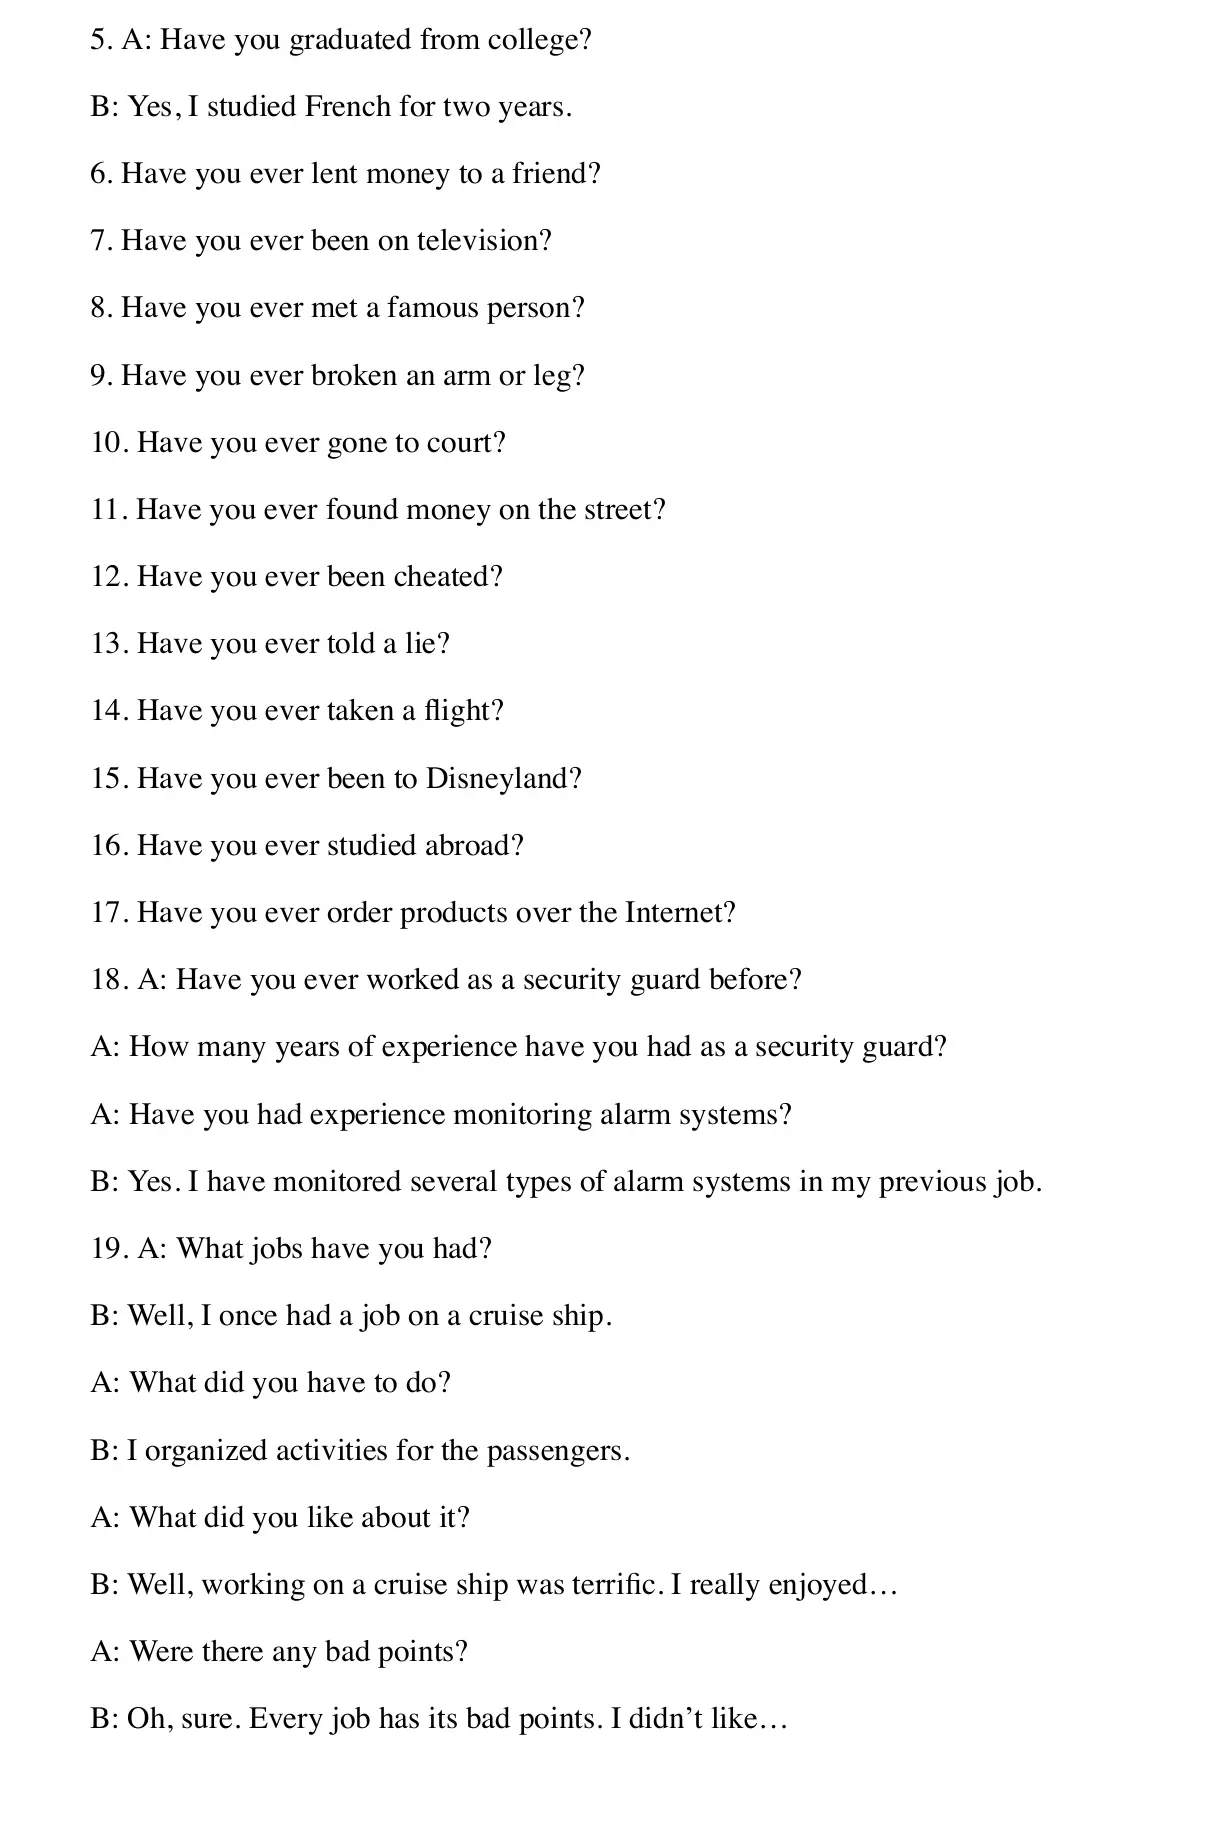 5. A: Have you graduated from college?
B: Yes, I studied French for two years.
6. Have you ever lent money to a friend?
7. Have you ever been on television?
8. Have you ever met a famous person?
9. Have you ever broken an arm or leg?
10. Have you ever gone to court?
11. Have you ever found money on the street?
12. Have you ever been cheated?
13. Have you ever told a lie?
14. Have you ever taken a flight?
15. Have you ever been to Disneyland?
16. Have you ever studied abroad?
17. Have you ever order products over the Internet?
18. A: Have you ever worked as a security guard before?
A: How many years of experience have you had as a security guard?
A: Have you had experience monitoring alarm systems?
B: Yes. I have monitored several types of alarm systems in my previous job.
19. A: What jobs have you had?
B: Well, I once had a job on a cruise ship.
A: What did you have to do?
B: I organized activities for the passengers.
A: What did you like about it?
B: Well, working on a cruise ship was terrific. I really enjoyed…
A: Were there any bad points?
B: Oh, sure. Every job has its bad points. I didn’t like…